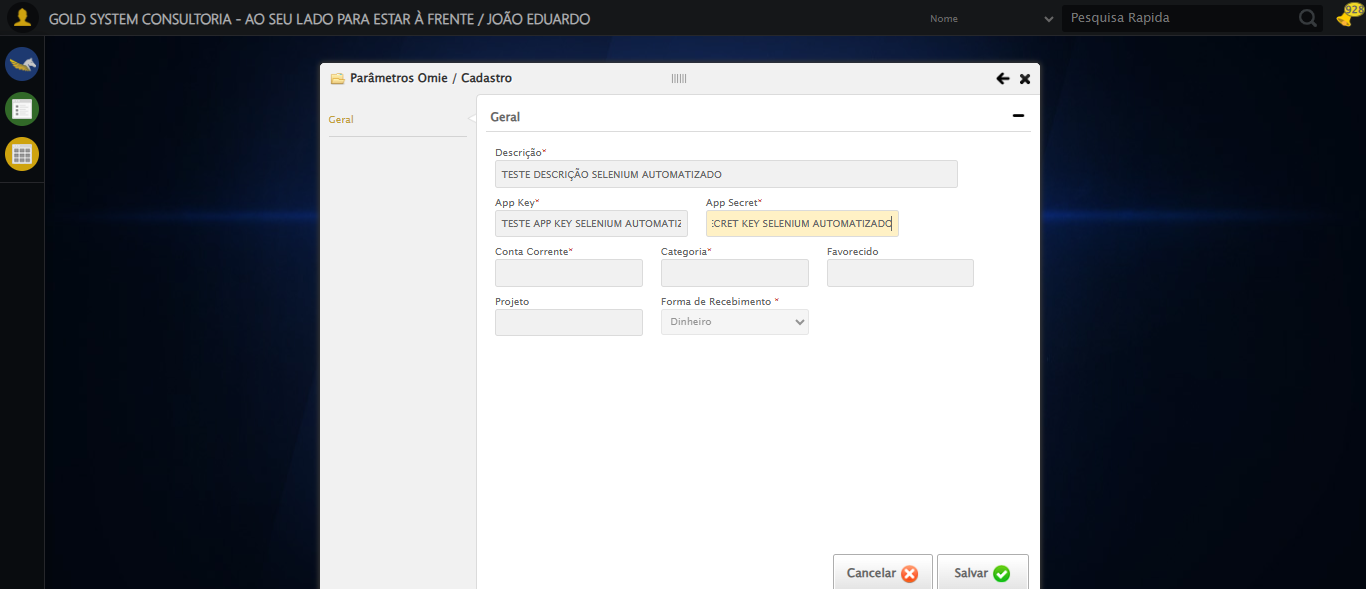 GOLD SYSTEM CONSULTORIA - AO SEU LADO PARA ESTAR À FRENTE / JOÃO EDUARDO
Nome
Pesquisa Rapida
928
Parâmetros Omie / Cadastro
Geral
Geral
Descrição*
TESTE DESCRIÇÃO SELENIUM AUTOMATIZADO
App Key*
App Secret*
TESTE APP KEY SELENIUM AUTOMATIZ
ECRET KEY SELENIUM AUTOMATIZADO
Conta Corrente*
Categoria*
Favorecido
Projeto
Forma de Recebimento *
Dinheiro
Cancelar
Salvar